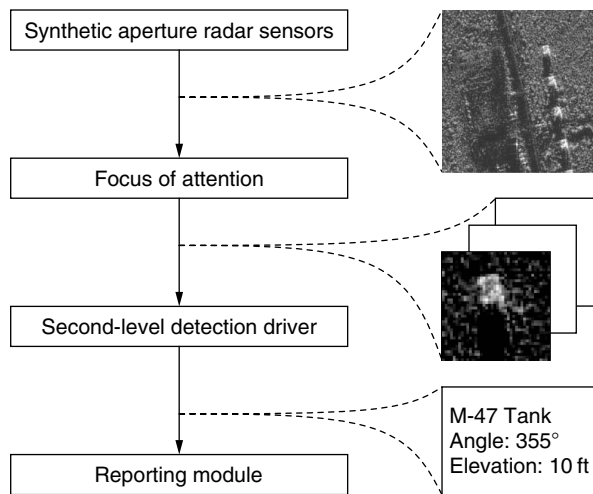 Synthetic aperture radar sensors
Focus of attention
Second-level detection driver
M-47 Tank
Angle: 355°
Elevation: 10 ft
Reporting module